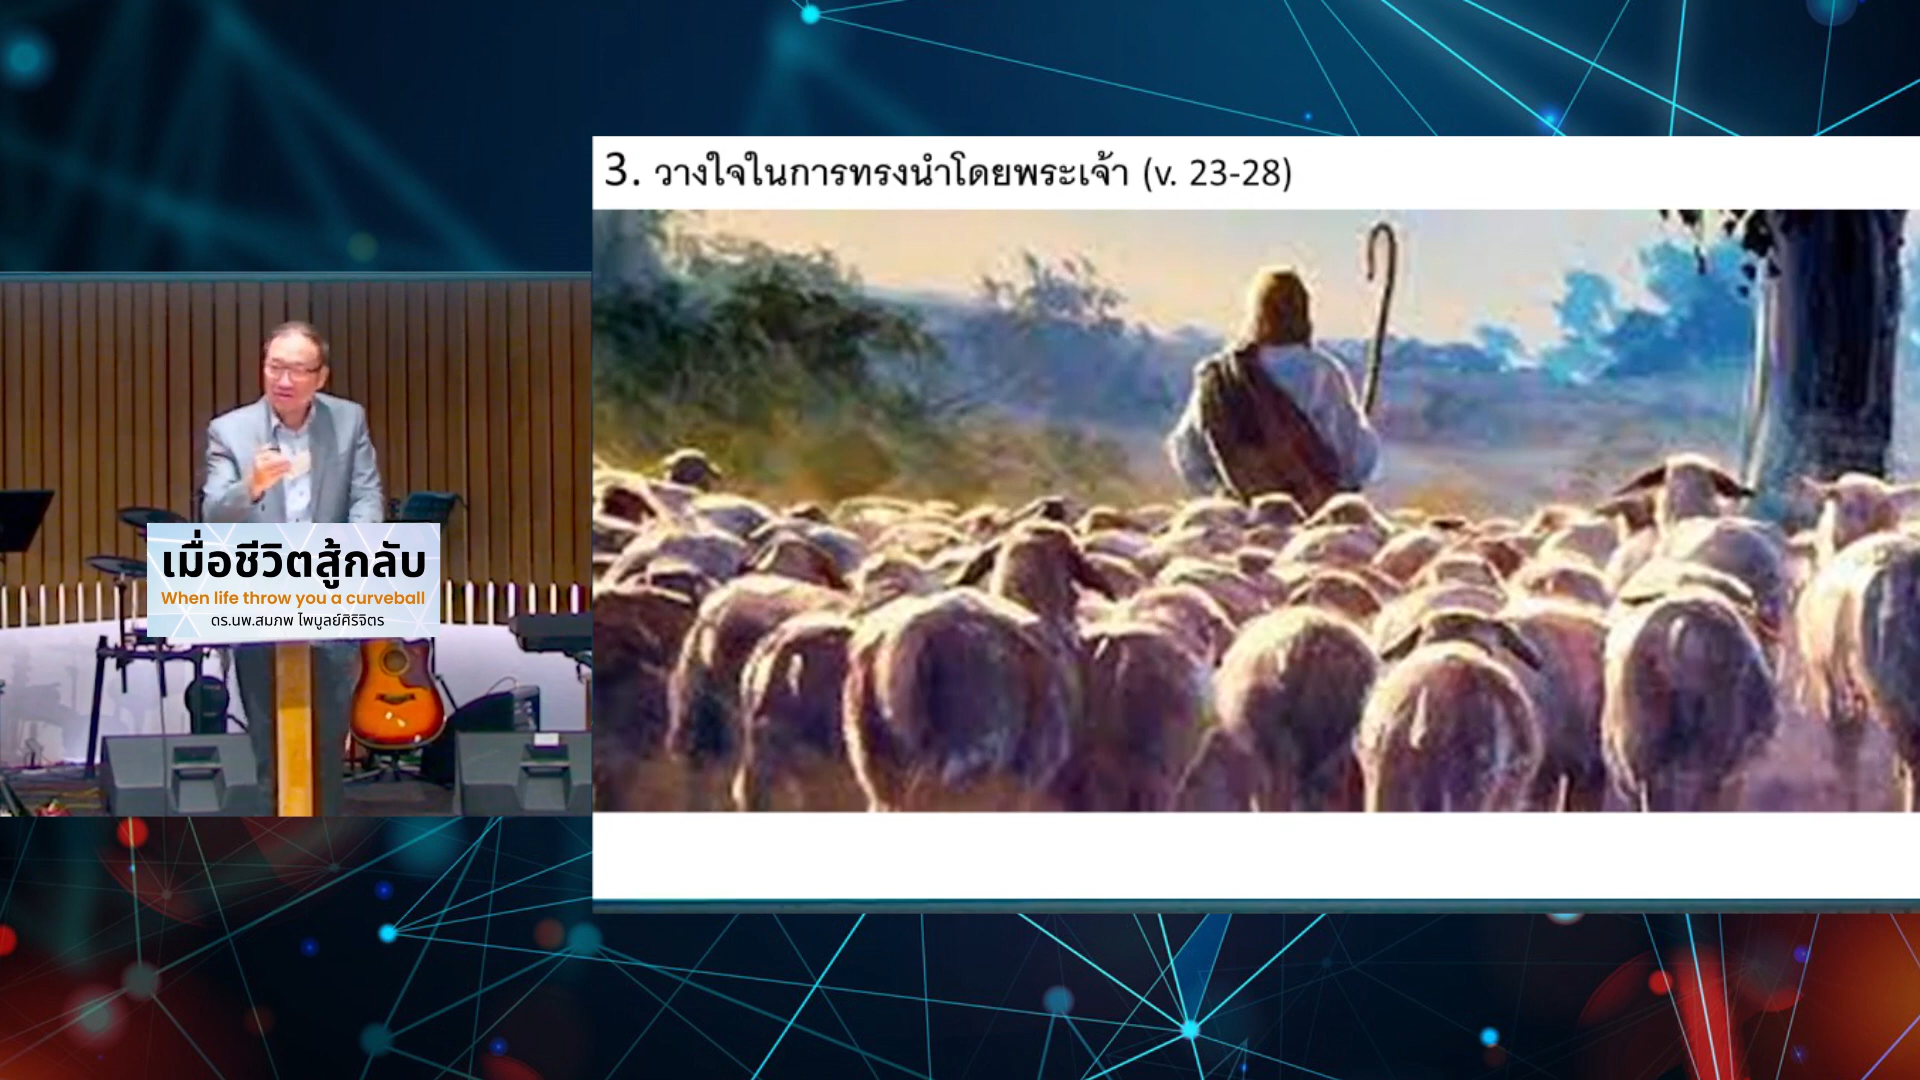 3. วางใจในการทรงนำโดยพระเจ้า (v. 23-28)
เมื่อชีวิตสู้กลับ
When life throw you a curveball
ดร.นพ.สมภพ ไพบูลย์ศิริจิตร